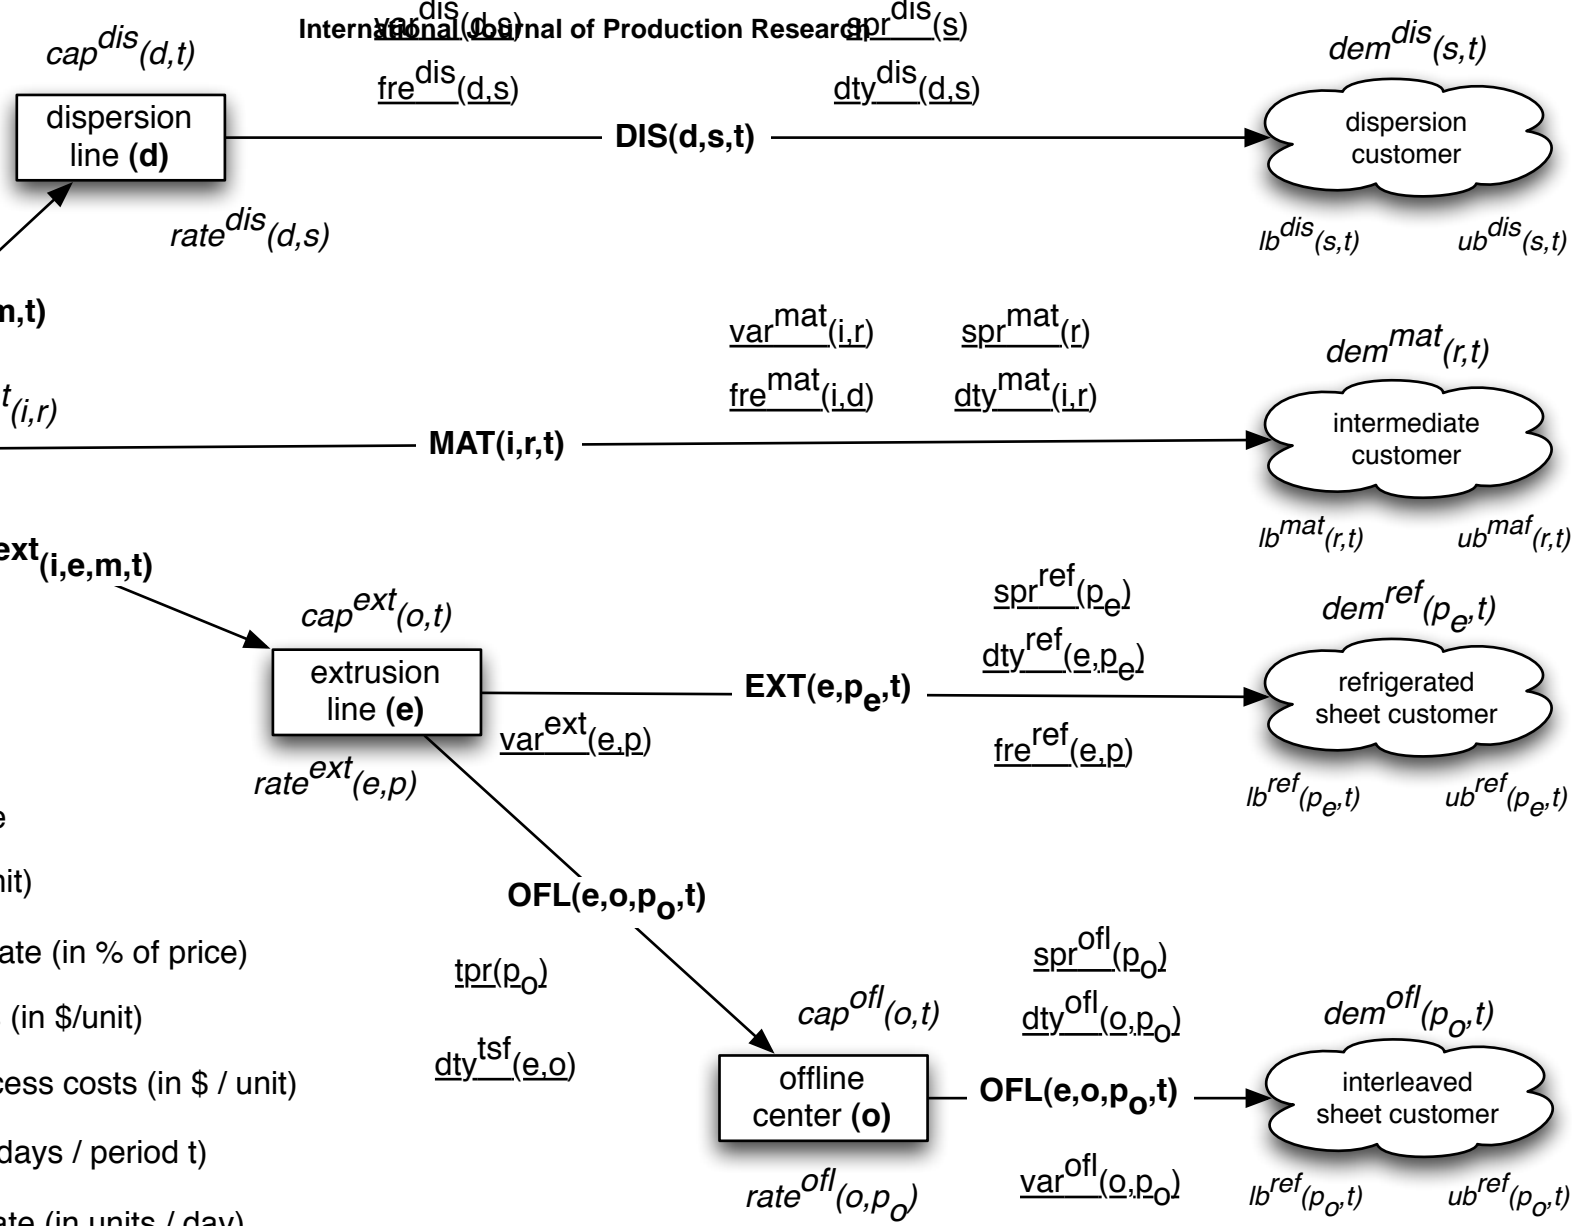 International Journal of Production Research
var^dis(d,s)
spr^dis(s)
cap^dis(d,t)
dem^dis(s,t)
fre^dis(d,s)
dty^dis(d,s)
dispersion
line (d)
DIS(d,s,t)
dispersion
customer
rate^dis(d,s)
lb^dis(s,t)
ub^dis(s,t)
m,t)
var^mat(i,r)
spr^mat(r)
dem^mat(r,t)
t(i,r)
fre^mat(i,d)
dty^mat(i,r)
MAT(i,r,t)
intermediate
customer
lb^mat(r,t)
ub^maf(r,t)
ext(i,e,m,t)
cap^ext(o,t)
spr^ref(p_e)
dem^ref(p_e,t)
dty^ref(e,p_e)
extrusion
line (e)
EXT(e,p_e,t)
refrigerated
sheet customer
var^ext(e,p)
fre^ref(e,p)
rate^ext(e,p)
lb^ref(p_e,t)
ub^ref(p_e,t)
e
nit)
OFL(e,o,p_o,t)
ate (in % of price)
tpr(p_o)
spr^ofl(p_o)
(in $/unit)
cap^ofl(o,t)
dty^ofl(o,p_o)
dem^ofl(p_o,t)
dty^tsf(e,o)
cess costs (in $ / unit)
offline
center (o)
OFL(e,o,p_o,t)
interleaved
sheet customer
days / period t)
rate^ofl(o,p_o)
var^ofl(o,p_o)
lb^ref(p_o,t)
ub^ref(p_o,t)
ate (in units / day)